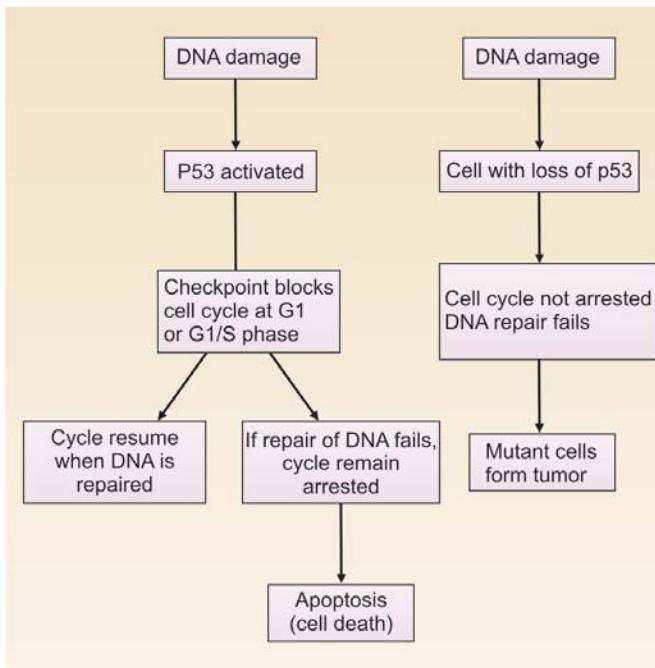 DNA damage
P53 activated
Checkpoint blocks
cell cycle at G1
or G1/S phase
Cycle resume
when DNA is
repaired
If repair of DNA fails,
cycle remain
arrested
Apoptosis
(cell death)
DNA damage
Cell with loss of p53
Cell cycle not arrested
DNA repair fails
Mutant cells
form tumor